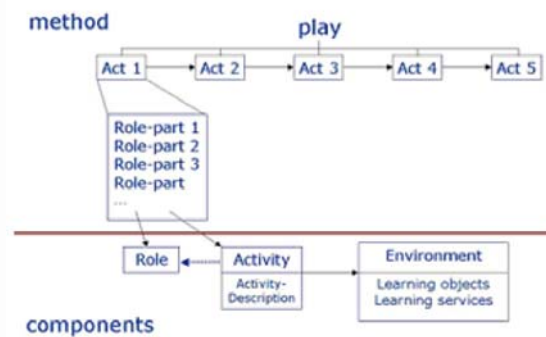 method
play
Act 1
Act 2
Act 3
Act 4
Act 5
Role-part 1
Role-part 2
Role-part 3
Role-part
...
Role
Activity
Activity-
Description
Environment
Learning objects
Learning services
components